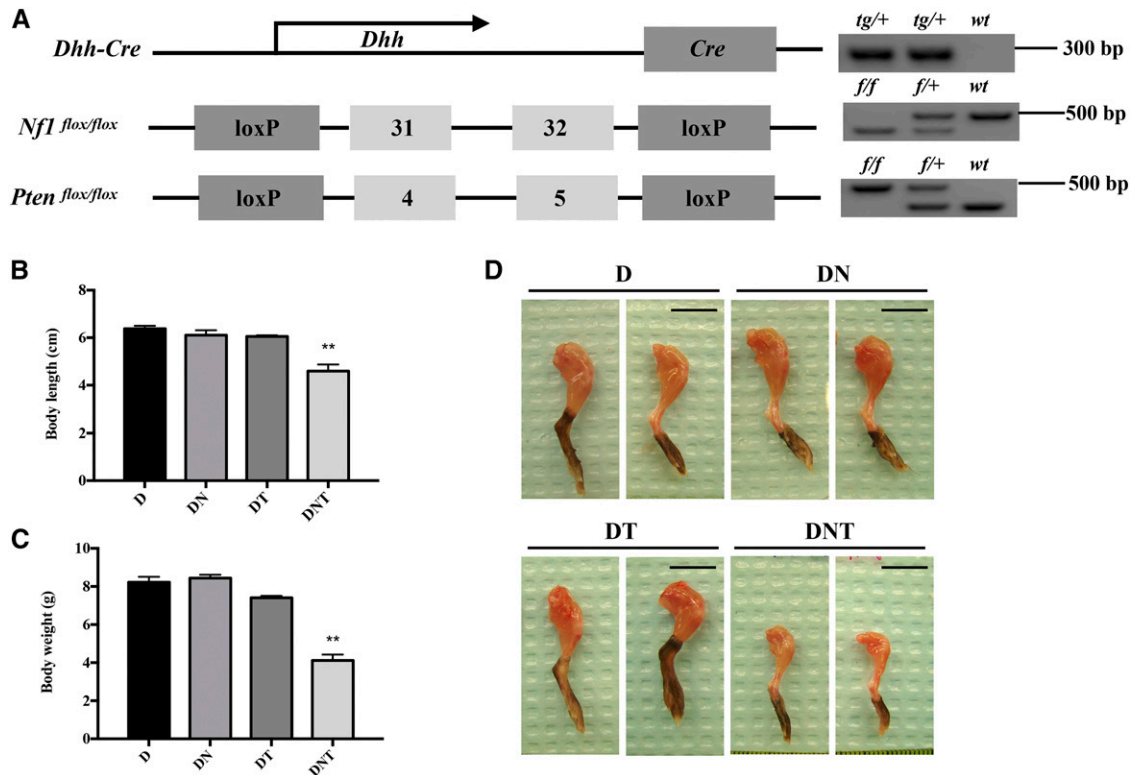 A
Dhh-Cre
Dhh
Cre
tg/+ tg/+ wt
300 bp
Nf1 flox/flox
loxP 31 32 loxP
f/f f/+ wt
500 bp
Pten flox/flox
loxP 4 5 loxP
f/f f/+ wt
500 bp
B
Body length (cm)
8
6
4
2
0
**
D DN DT DNT
C
Body weight (g)
10
8
6
4
2
0
**
D DN DT DNT
D
D DN
DT DNT